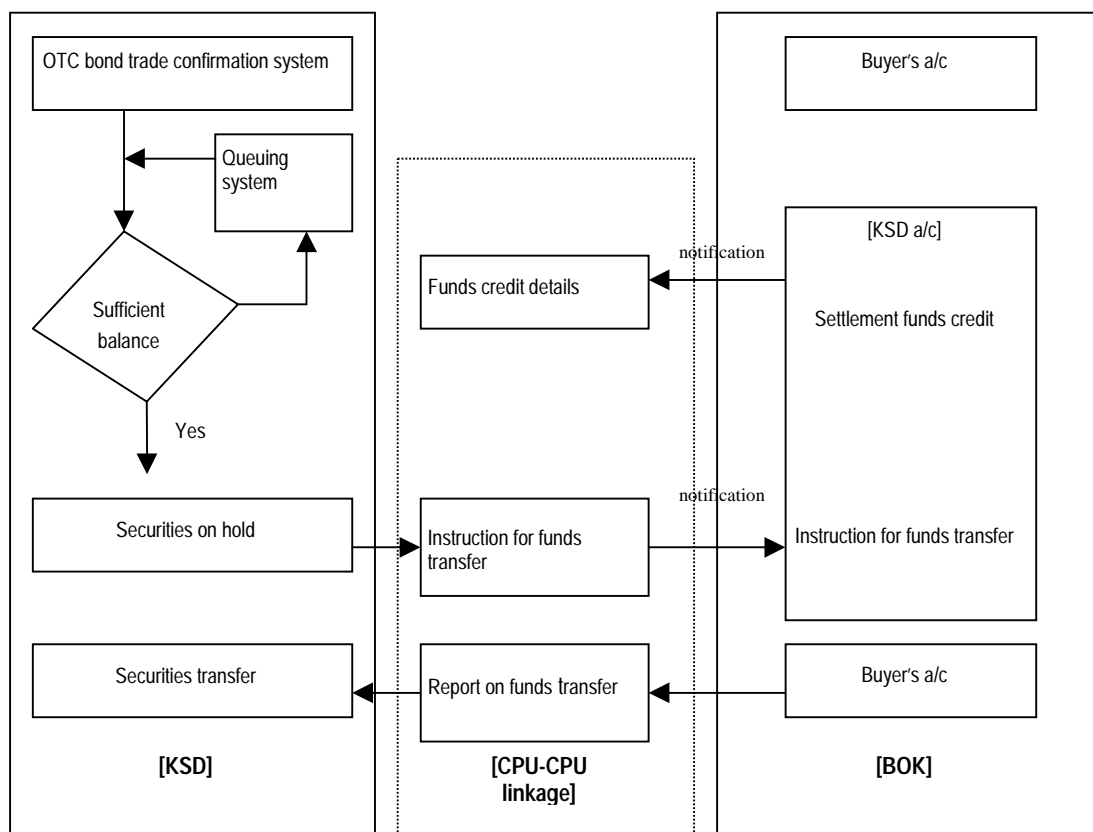 OTC bond trade confirmation system
Buyer's a/c
Queuing
system
[KSD a/c]
notification
Funds credit details
Sufficient
balance
Settlement funds credit
Yes
notification
Securities on hold
Instruction for funds
transfer
Instruction for funds transfer
Securities transfer
Report on funds transfer
Buyer's a/c
[KSD]
[CPU-CPU
linkage]
[BOK]